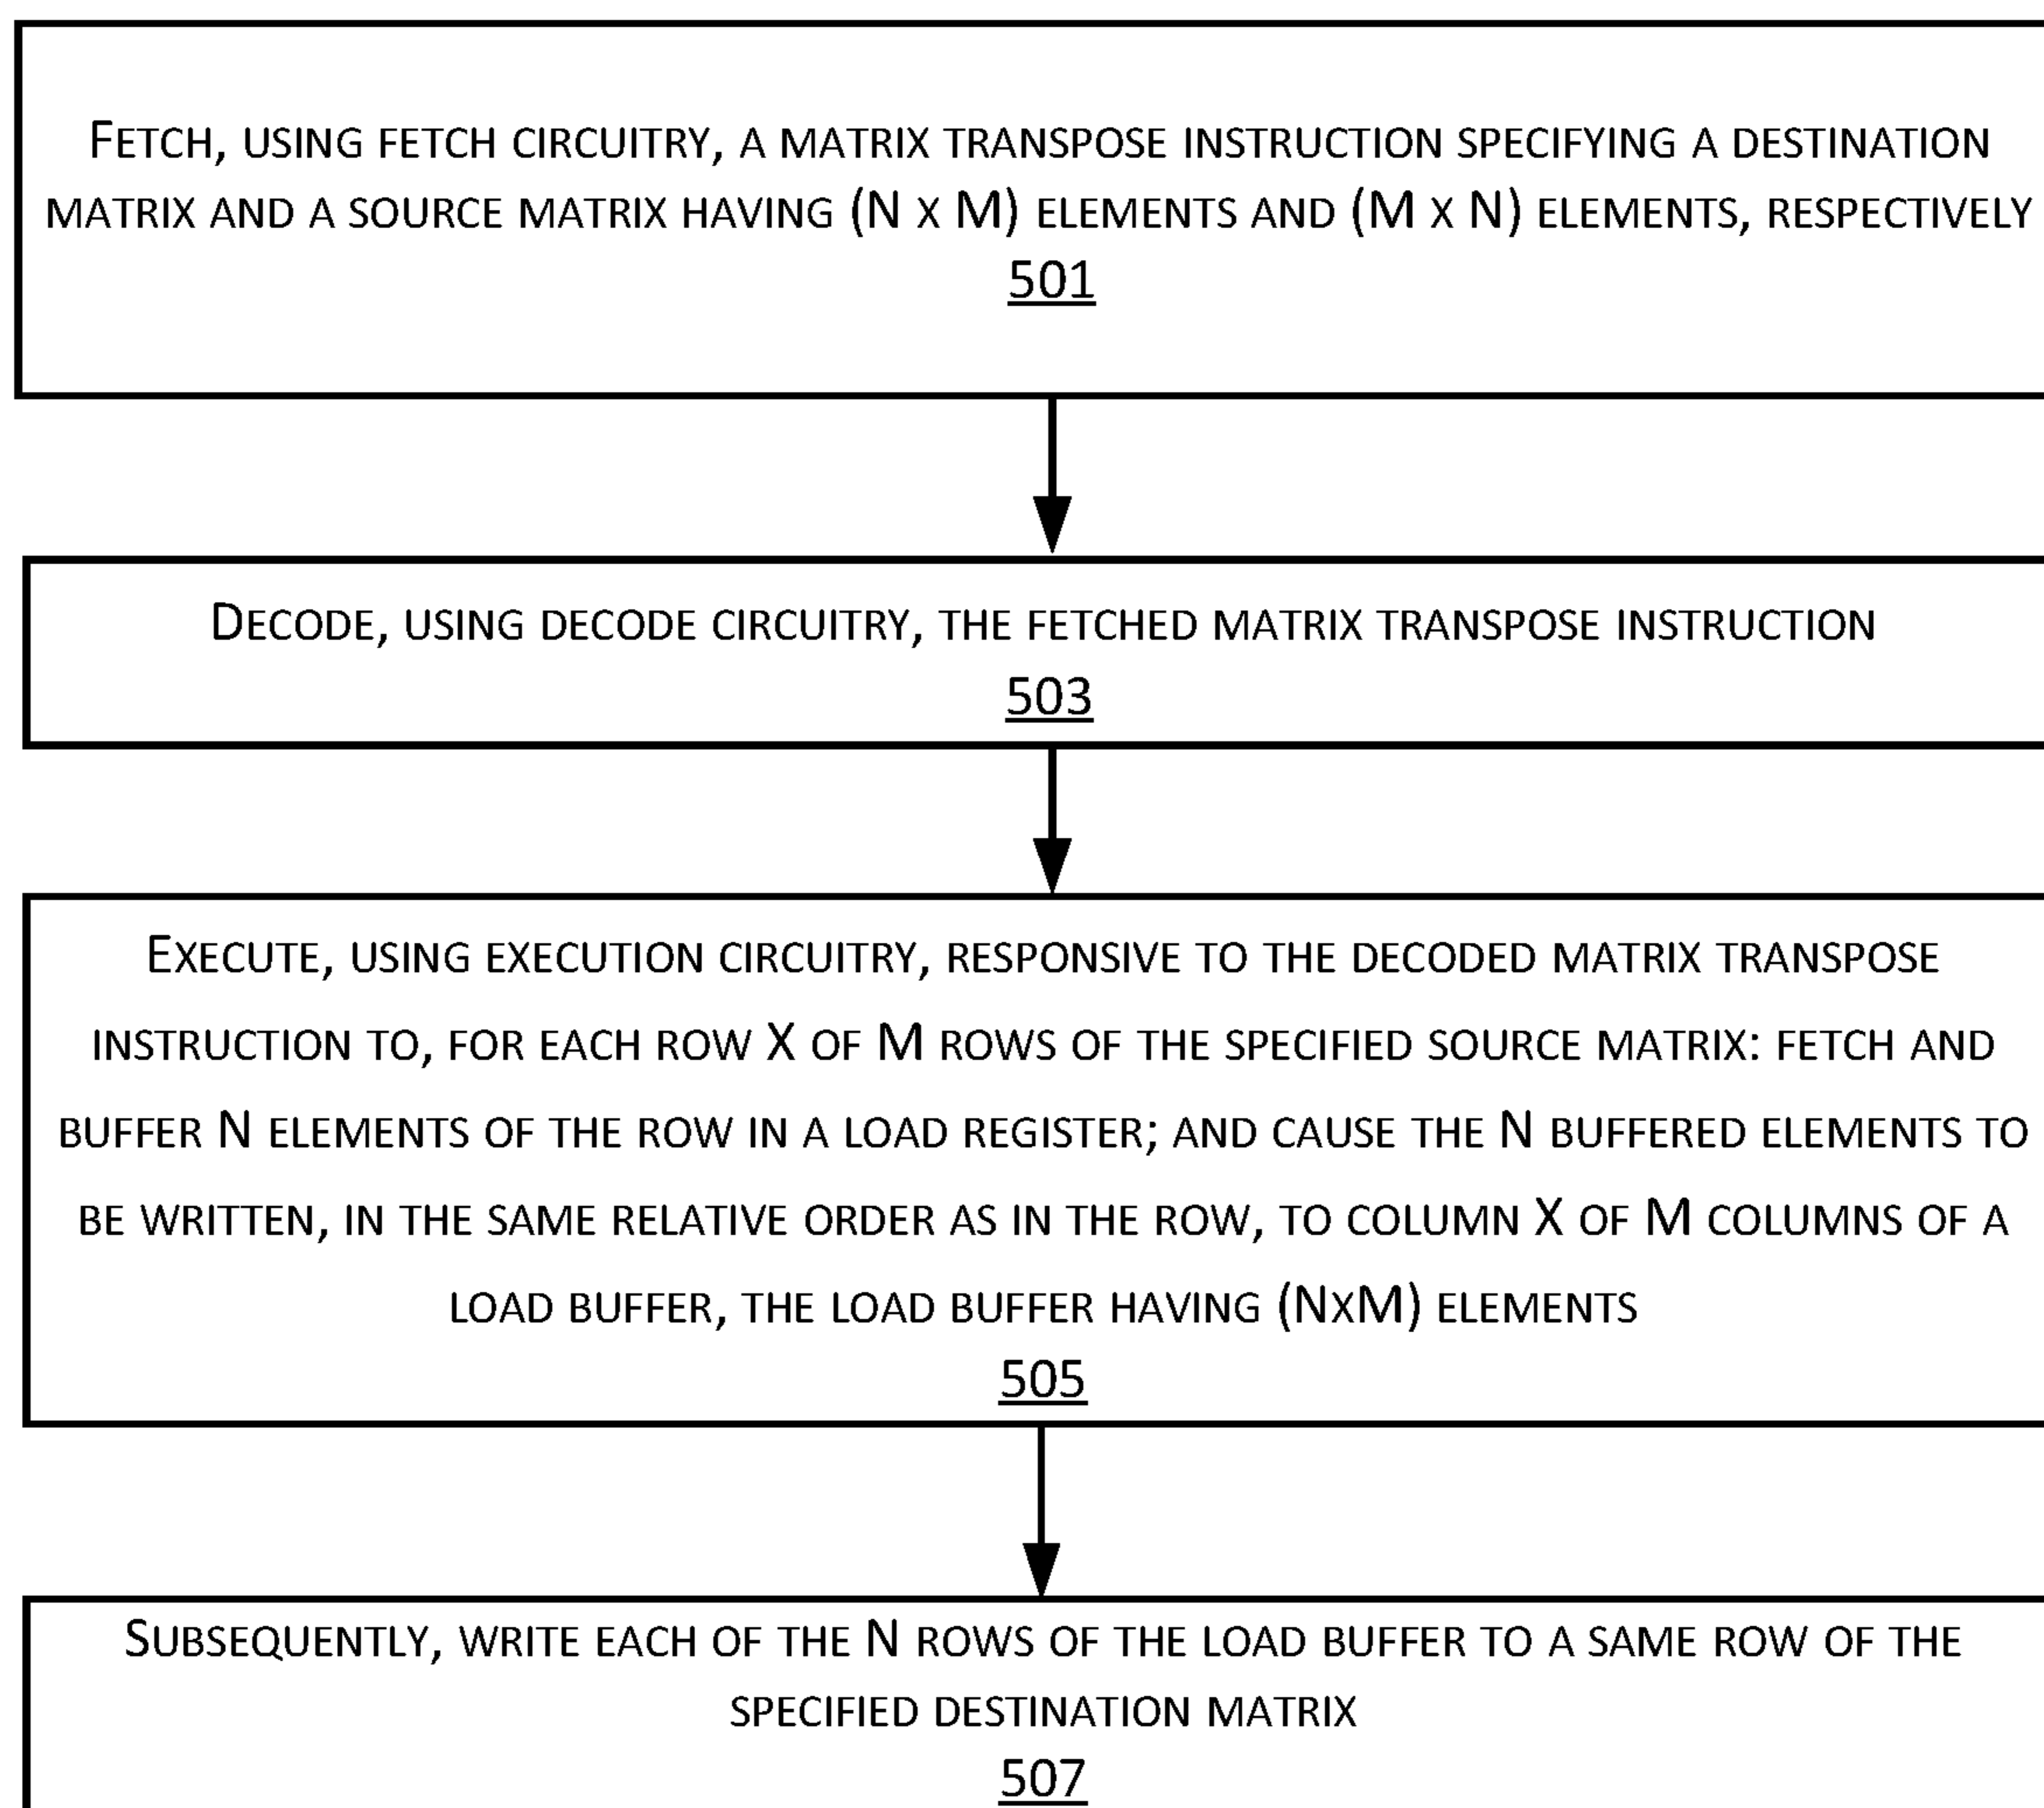 Fetch, using fetch circuitry, a matrix transpose instruction specifying a destination
matrix and a source matrix having (N x M) elements and (M x N) elements, respectively
501
Decode, using decode circuitry, the fetched matrix transpose instruction
503
Execute, using execution circuitry, responsive to the decoded matrix transpose
instruction to, for each row X of M rows of the specified source matrix: fetch and
buffer N elements of the row in a load register; and cause the N buffered elements to
be written, in the same relative order as in the row, to column X of M columns of a
load buffer, the load buffer having (NxM) elements
505
Subsequently, write each of the N rows of the load buffer to a same row of the
specified destination matrix
507